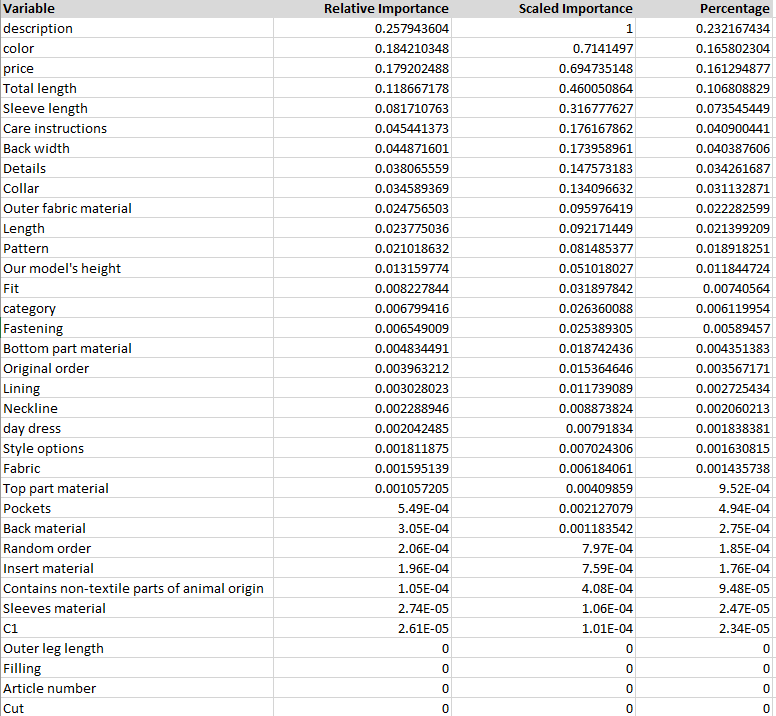 Variable Relative Importance Scaled Importance Percentage
description 0.257943604 1 0.232167434
color 0.184210348 0.7141497 0.165802304
price 0.179202488 0.694735148 0.161294877
Total length 0.118667178 0.460050864 0.106808829
Sleeve length 0.081710763 0.316777627 0.073545449
Care instructions 0.045441373 0.176167862 0.040900441
Back width 0.044871601 0.173958961 0.040387606
Details 0.038065559 0.147573183 0.034261687
Collar 0.034589369 0.134096632 0.031132871
Outer fabric material 0.024756503 0.095976419 0.022282599
Length 0.023775036 0.092171449 0.021399209
Pattern 0.021018632 0.081485377 0.018918251
Our model's height 0.013159774 0.051018027 0.011844724
Fit 0.008227844 0.031897842 0.00740564
category 0.006799416 0.026360088 0.006119954
Fastening 0.006549009 0.025389305 0.00589457
Bottom part material 0.004834491 0.018742436 0.004351383
Original order 0.003963212 0.015364646 0.003567171
Lining 0.003028023 0.011739089 0.002725434
Neckline 0.002288946 0.008873824 0.002060213
day dress 0.002042485 0.00791834 0.001838381
Style options 0.001811875 0.007024306 0.001630815
Fabric 0.001595139 0.006184061 0.001435738
Top part material 0.001057205 0.00409859 9.52E-04
Pockets 5.49E-04 0.002127079 4.94E-04
Back material 3.05E-04 0.001183542 2.75E-04
Random order 2.06E-04 7.97E-04 1.85E-04
Insert material 1.96E-04 7.59E-04 1.76E-04
Contains non-textile parts of animal origin 1.05E-04 4.08E-04 9.48E-05
Sleeves material 2.74E-05 1.06E-04 2.47E-05
C1 2.61E-05 1.01E-04 2.34E-05
Outer leg length 0 0 0
Filling 0 0 0
Article number 0 0 0
Cut 0 0 0